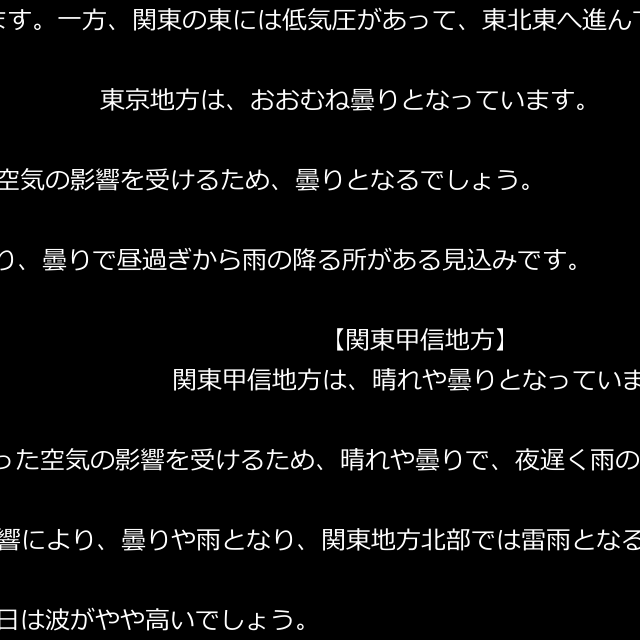 ます。一方、関東の東には低気圧があって、東北東へ進ん
東京地方は、おおむね曇りとなっています。
空気の影響を受けるため、曇りとなるでしょう。
り、曇りで昼過ぎから雨の降る所がある見込みです。
【関東甲信地方】
関東甲信地方は、晴れや曇りとなっていま
った空気の影響を受けるため、晴れや曇りで、夜遅く雨の
響により、曇りや雨となり、関東地方北部では雷雨となる
日は波がやや高いでしょう。